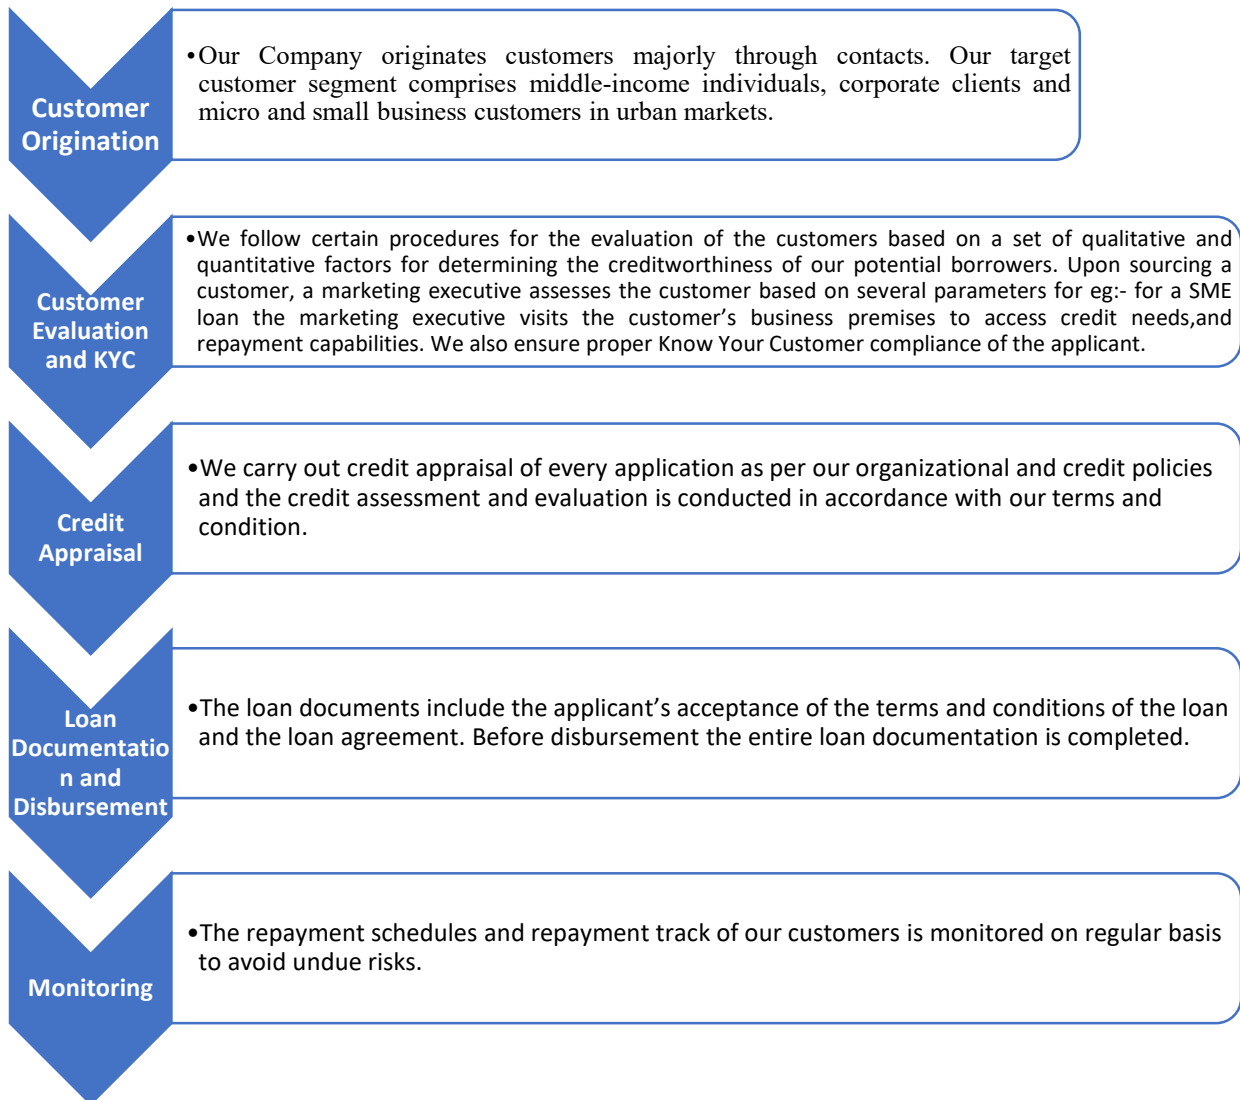 Customer
Origination
•Our Company originates customers majorly through contacts. Our target
customer segment comprises middle-income individuals, corporate clients and
micro and small business customers in urban markets.
Customer
Evaluation
and KYC
•We follow certain procedures for the evaluation of the customers based on a set of qualitative and
quantitative factors for determining the creditworthiness of our potential borrowers. Upon sourcing a
customer, a marketing executive assesses the customer based on several parameters for eg:- for a SME
loan the marketing executive visits the customer’s business premises to access credit needs,and
repayment capabilities. We also ensure proper Know Your Customer compliance of the applicant.
Credit
Appraisal
•We carry out credit appraisal of every application as per our organizational and credit policies
and the credit assessment and evaluation is conducted in accordance with our terms and
condition.
Loan
Documentatio
n and
Disbursement
•The loan documents include the applicant’s acceptance of the terms and conditions of the loan
and the loan agreement. Before disbursement the entire loan documentation is completed.
Monitoring
•The repayment schedules and repayment track of our customers is monitored on regular basis
to avoid undue risks.